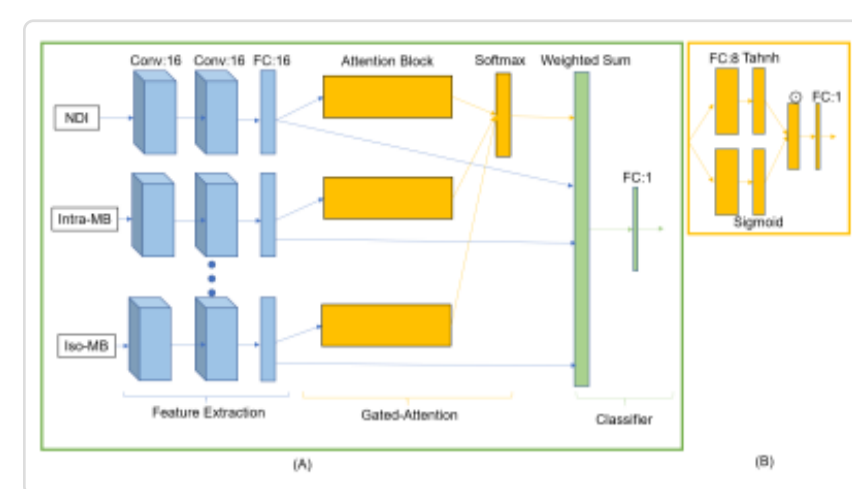 Conv:16 Conv:16 FC:16 Attention Block Softmax Weighted Sum
NDI
Intra-MB
FC:1
Iso-MB
Feature Extraction
Gated-Attention
Classifier
(A)
FC:8 Tahnh
⊙ FC:1
Sigmoid
(B)